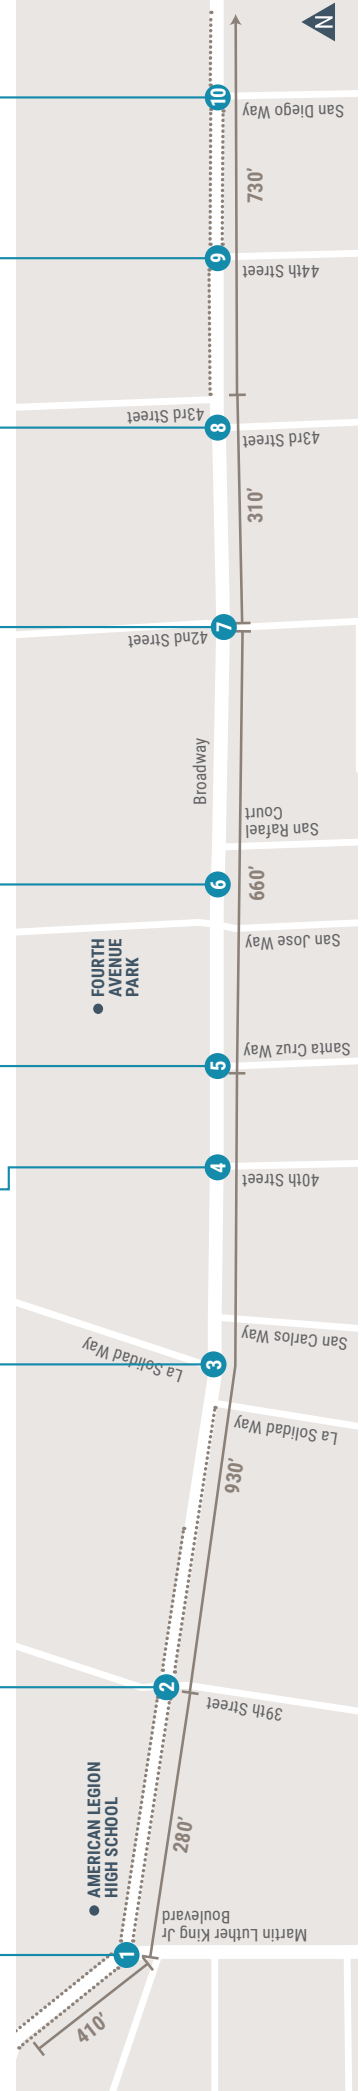 N
10
San Diego Way
730'
9
44th Street
43rd Street
8
43rd Street
310'
7
42nd Street
Broadway
San Rafael
Court
6
660'
San Jose Way
FOURTH
AVENUE
PARK
5
Santa Cruz Way
4
40th Street
San Carlos Way
La Solidad Way
3
La Solidad Way
930'
2
39th Street
AMERICAN LEGION
HIGH SCHOOL
280'
Martin Luther King Jr
Boulevard
1
410'